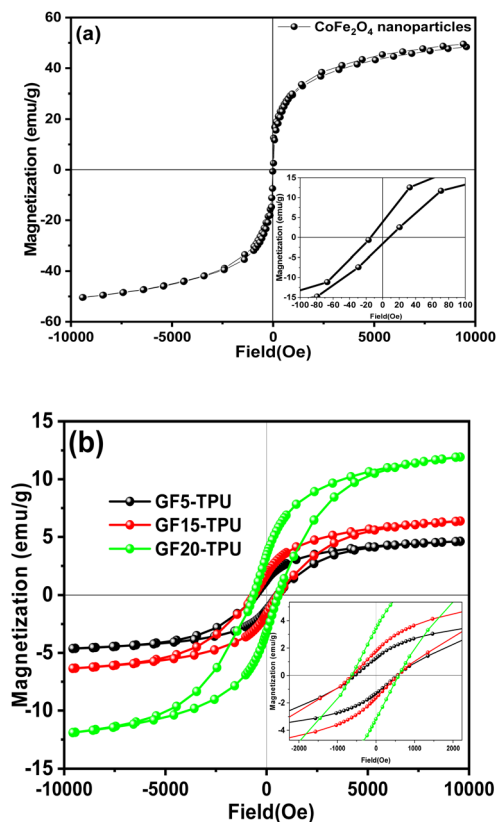 (a)
CoFe2O4 nanoparticles
Magnetization (emu/g)
60
40
20
0
-20
-40
-60
-10000 -5000 0 5000 10000
Field(Oe)
Magnetization (emu/g)
15
10
5
0
-5
-10
-15
-100 -80 -60 -40 -20 0 20 40 60 80 100
Field(Oe)
(b)
GF5-TPU
GF15-TPU
GF20-TPU
Magnetization (emu/g)
15
10
5
0
-5
-10
-15
-10000 -5000 0 5000 10000
Field(Oe)
Magnetization (emu/g)
4
2
0
-2
-4
-2000 -1000 0 1000 2000
Field(Oe)